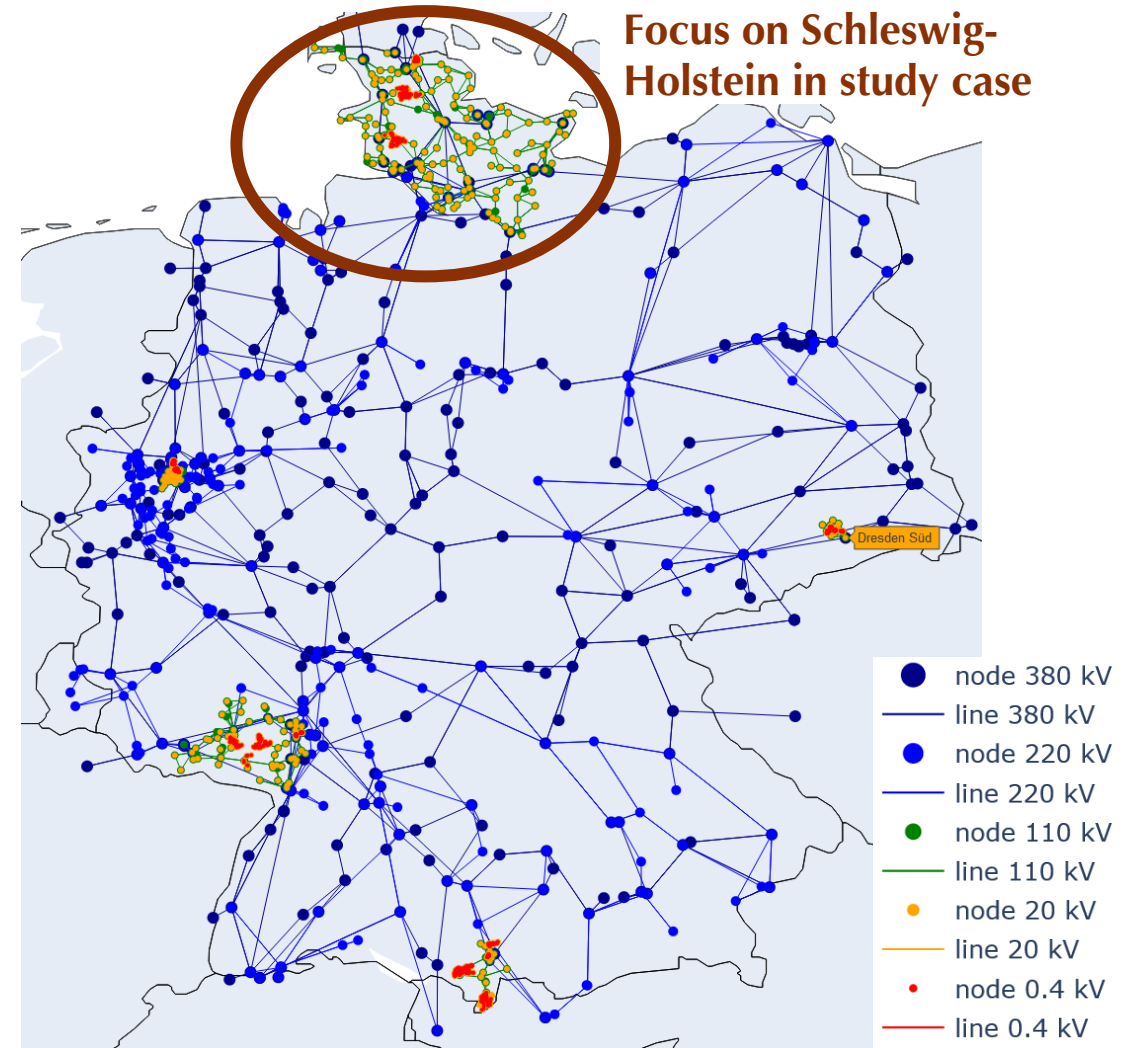 Focus on Schleswig-
Holstein in study case
Dresden Süd
node 380 kV
line 380 kV
node 220 kV
line 220 kV
node 110 kV
line 110 kV
node 20 kV
line 20 kV
node 0.4 kV
line 0.4 kV